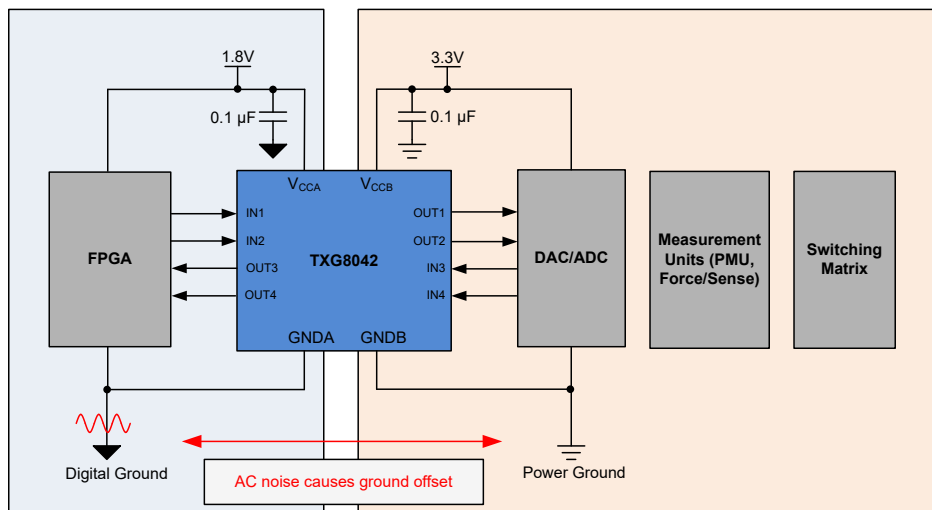 1.8V
3.3V
0.1 µF
0.1 µF
VCCA
VCCB
IN1
OUT1
IN2
OUT2
FPGA
TXG8042
DAC/ADC
Measurement
Units (PMU,
Force/Sense)
Switching
Matrix
OUT3
IN3
OUT4
IN4
GNDA
GNDB
Digital Ground
Power Ground
AC noise causes ground offset